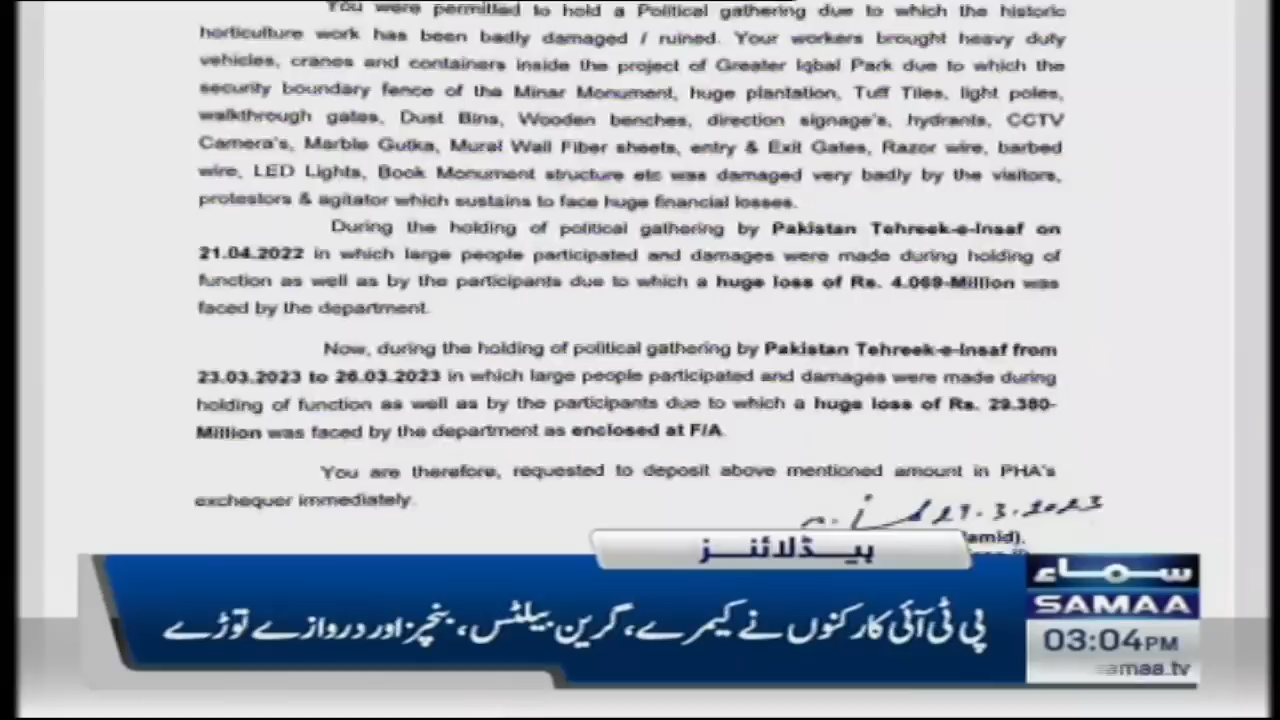 You were permitted to hold a Political gathering due to which the historic
horticulture work has been badly damaged / ruined. Your workers brought heavy duty
vehicles, cranes and containers inside the project of Greater Iqbal Park due to which the
security boundary fence of the Minar Monument, huge plantation, Tuff Tiles, light poles,
walkthrough gates, Dust Bins, Wooden benches, direction signage's, hydrants, CCTV
Camera's, Marble Gutka, Mural Wall Fiber sheets, entry & Exit Gates, Razor wire, barbed
wire, LED Lights, Book Monument structure etc was damaged very badly by the visitors,
protestors & agitator which sustains to face huge financial losses.
During the holding of political gathering by Pakistan Tehreek-e-Insaf on
21.04.2022 in which large people participated and damages were made during holding of
function as well as by the participants due to which a huge loss of Rs. 4.069-Million was
faced by the department.
Now, during the holding of political gathering by Pakistan Tehreek-e-Insaf from
23.03.2023 to 26.03.2023 in which large people participated and damages were made during
holding of function as well as by the participants due to which a huge loss of Rs. 29.380-
Million was faced by the department as enclosed at F/A.
You are therefore, requested to deposit above mentioned amount in PHA's
exchequer immediately.
27.3.2023
amid).
ہیڈلائنز
پی ٹی آئی کارکنوں نے کیمرے، گرین بیلٹس، بنچز اور دروازے توڑے
سماء
SAMAA
03:04PM
samaa.tv